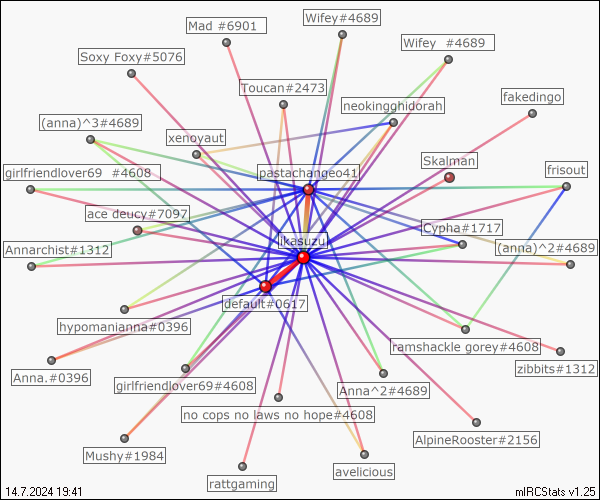 Wifey#4689
Mad #6901
Wifey  #4689
Soxy Foxy#5076
Toucan#2473
neokingghidorah
fakedingo
(anna)^3#4689
xenoyaut
Skalman
girlfriendlover69  #4608
pastachangeo41
frisout
ace deucy#7097
Cypha#1717
Annarchist#1312
ikasuzu
(anna)^2#4689
default#0617
hypomanianna#0396
ramshackle gorey#4608
zibbits#1312
Anna.#0396
girlfriendlover69#4608
Anna^2#4689
no cops no laws no hope#4608
AlpineRooster#2156
Mushy#1984
avelicious
rattgaming
14.7.2024 19:41
mIRCStats v1.25